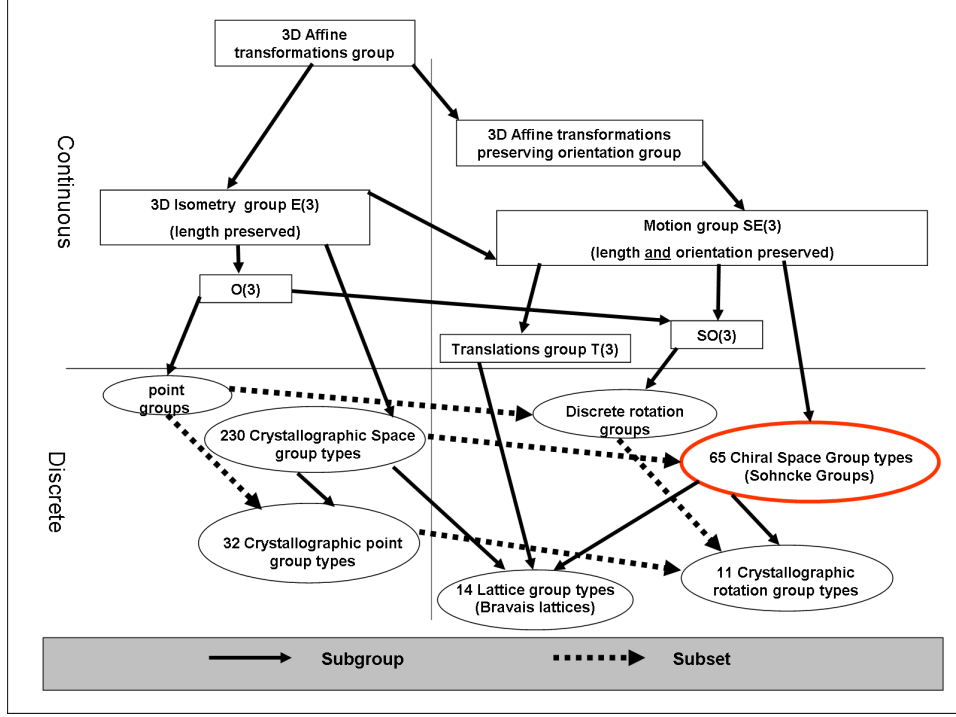 3D Affine
transformations group
3D Affine transformations
preserving orientation group
Continuous
3D Isometry group E(3)
(length preserved)
Motion group SE(3)
(length and orientation preserved)
O(3)
SO(3)
Translations group T(3)
Discrete
point
groups
Discrete rotation
groups
230 Crystallographic Space
group types
65 Chiral Space Group types
(Sohncke Groups)
32 Crystallographic point
group types
14 Lattice group types
(Bravais lattices)
11 Crystallographic
rotation group types
Subgroup
Subset